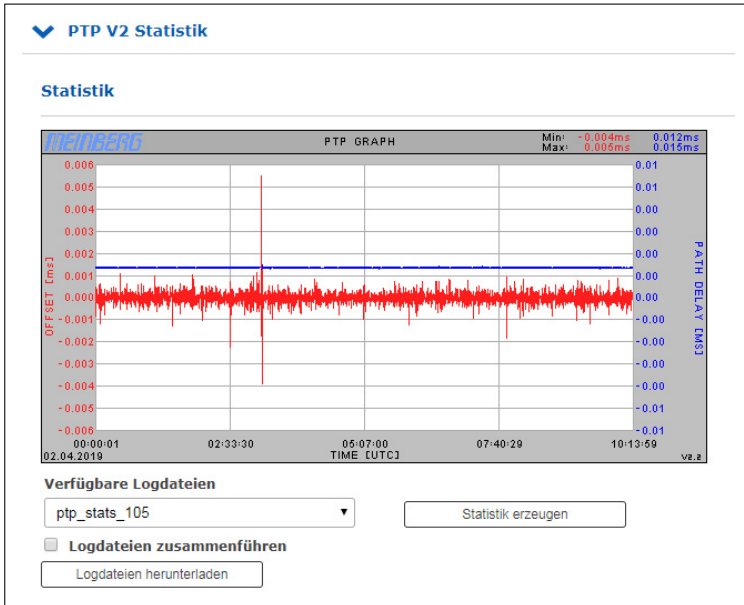 PTP V2 Statistik
Statistik
MEINBERG
PTP GRAPH
Min: -0.004ms 0.012ms
Max: 0.005ms 0.015ms
OFFSET [ms]
0.006
0.005
0.004
0.003
0.002
0.001
0.000
-0.001
-0.002
-0.003
-0.004
-0.005
-0.006
0.01
0.01
0.00
0.00
0.00
0.00
0.00
-0.00
-0.00
-0.00
-0.00
-0.01
-0.01
PATH DELAY [MS]
00:00:01 02:33:30 05:07:00 07:40:29 10:13:59
02.04.2019 TIME [UTC] V2.2
Verfügbare Logdateien
ptp_stats_105
Statistik erzeugen
Logdateien zusammenführen
Logdateien herunterladen